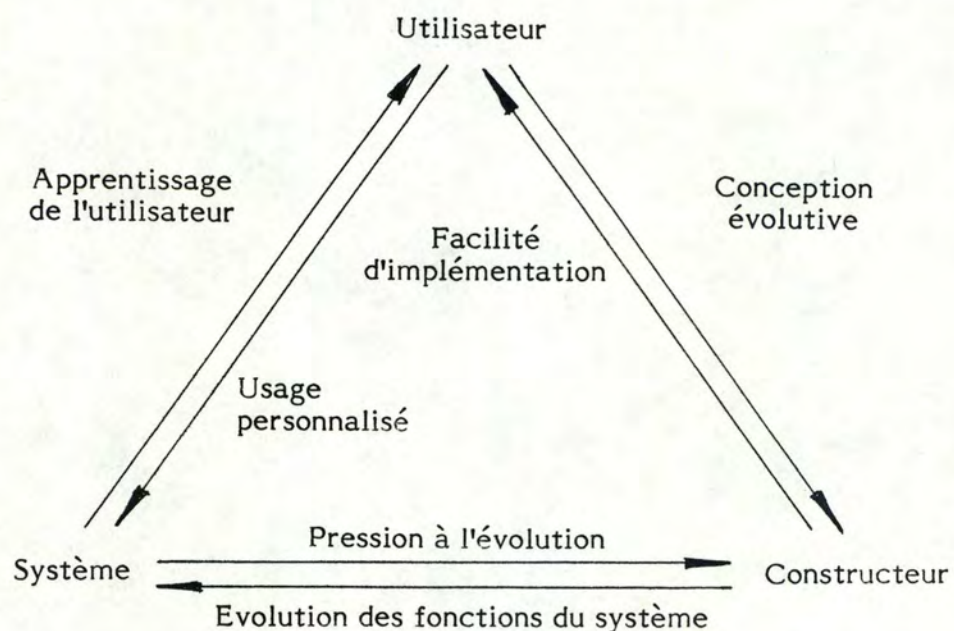 Utilisateur
Apprentissage
de l'utilisateur
Conception
évolutive
Facilité
d'implémentation
Usage
personnalisé
Pression à l'évolution
Système
Constructeur
Evolution des fonctions du système